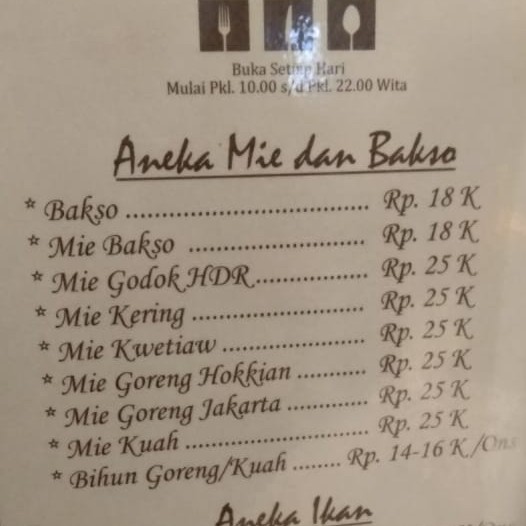 Buka Setiap Hari
Mulai Pkl. 10.00 s/d Pkl. 22.00 Wita
Aneka Mie dan Bakso
* Bakso ................................ Rp. 18 K
* Mie Bakso ........................ Rp. 18 K
* Mie Godok HDR ............... Rp. 25 K
* Mie Kering ....................... Rp. 25 K
* Mie Kwetiaw ................... Rp. 25 K
* Mie Goreng Hokkian .......... Rp. 25 K
* Mie Goreng Jakarta ........... Rp. 25 K
* Mie Kuah ......................... Rp. 25 K
* Bihun Goreng/Kuah ........ Rp. 14-16 K/Ons
Aneka Ikan